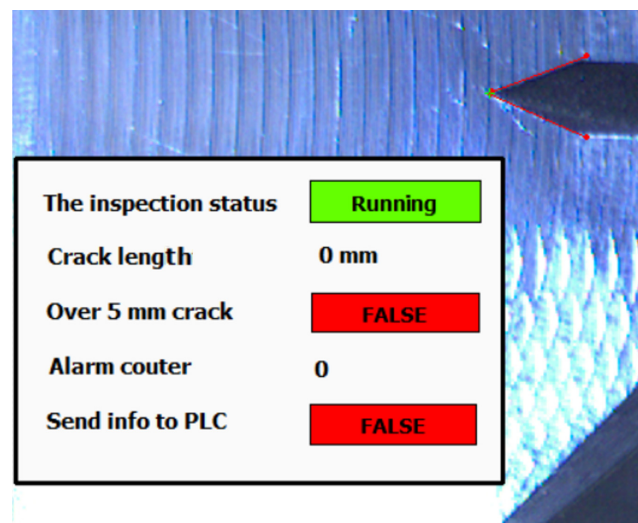 The inspection status Running
Crack length 0 mm
Over 5 mm crack FALSE
Alarm couter 0
Send info to PLC FALSE